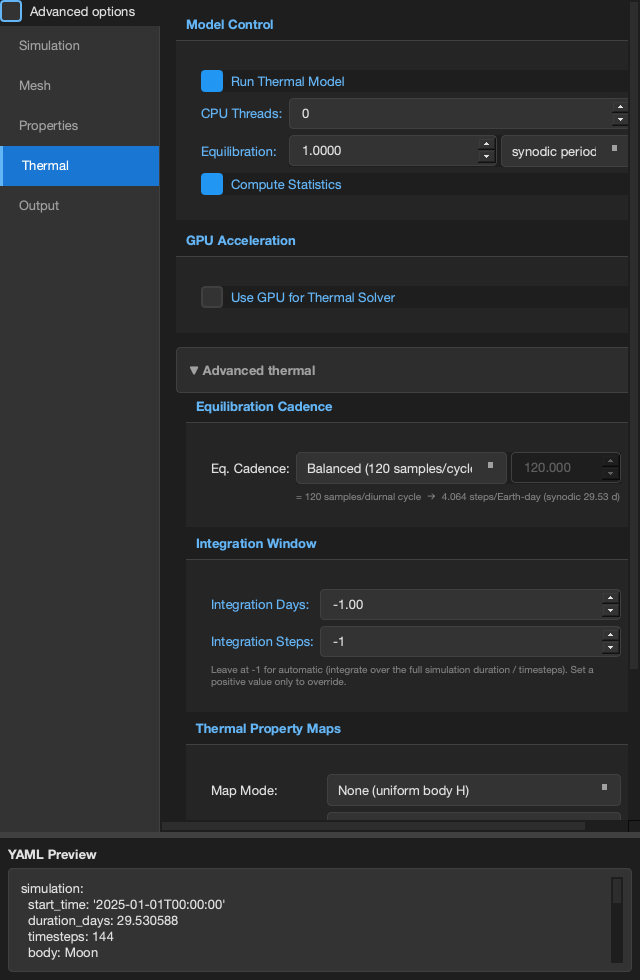 Advanced options
Simulation
Mesh
Properties
Thermal
Output
Model Control
Run Thermal Model
CPU Threads: 0
Equilibration: 1.0000 synodic period
Compute Statistics
GPU Acceleration
Use GPU for Thermal Solver
▼ Advanced thermal
Equilibration Cadence
Eq. Cadence: Balanced (120 samples/cycle 120.000
= 120 samples/diurnal cycle → 4.064 steps/Earth-day (synodic 29.53 d)
Integration Window
Integration Days: -1.00
Integration Steps: -1
Leave at -1 for automatic (integrate over the full simulation duration / timesteps). Set a
positive value only to override.
Thermal Property Maps
Map Mode: None (uniform body H)
YAML Preview
simulation:
start_time: '2025-01-01T00:00:00'
duration_days: 29.530588
timesteps: 144
body: Moon